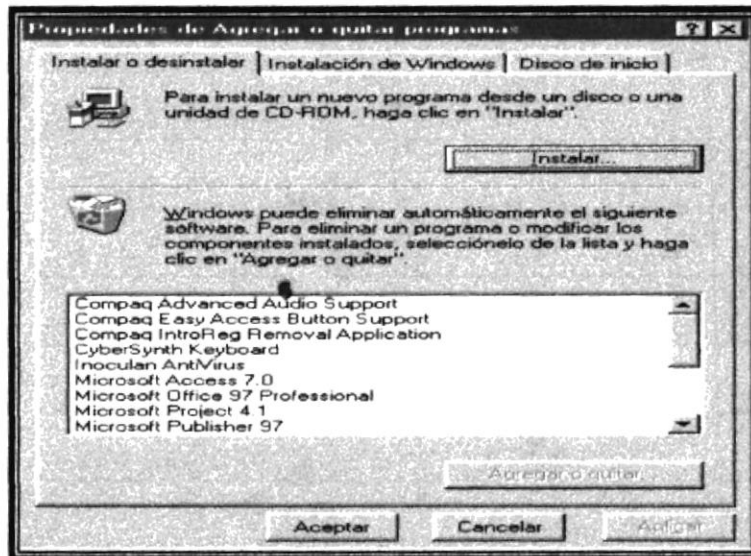 Propiedades de Agregar o quitar programas
Instalar o desinstalar Instalación de Windows Disco de inicio
Para instalar un nuevo programa desde un disco o una
unidad de CD-ROM, haga clic en "Instalar".
Instalar...
Windows puede eliminar automáticamente el siguiente
software. Para eliminar un programa o modificar los
componentes instalados, selecciónelo de la lista y haga
clic en "Agregar o quitar".
Compaq Advanced Audio Support
Compaq Easy Access Button Support
Compaq IntroReg Removal Application
CyberSynth Keyboard
Inoculan AntiVirus
Microsoft Access 7.0
Microsoft Office 97 Professional
Microsoft Project 4.1
Microsoft Publisher 97
Agregar o quitar...
Aceptar Cancelar Aplicar